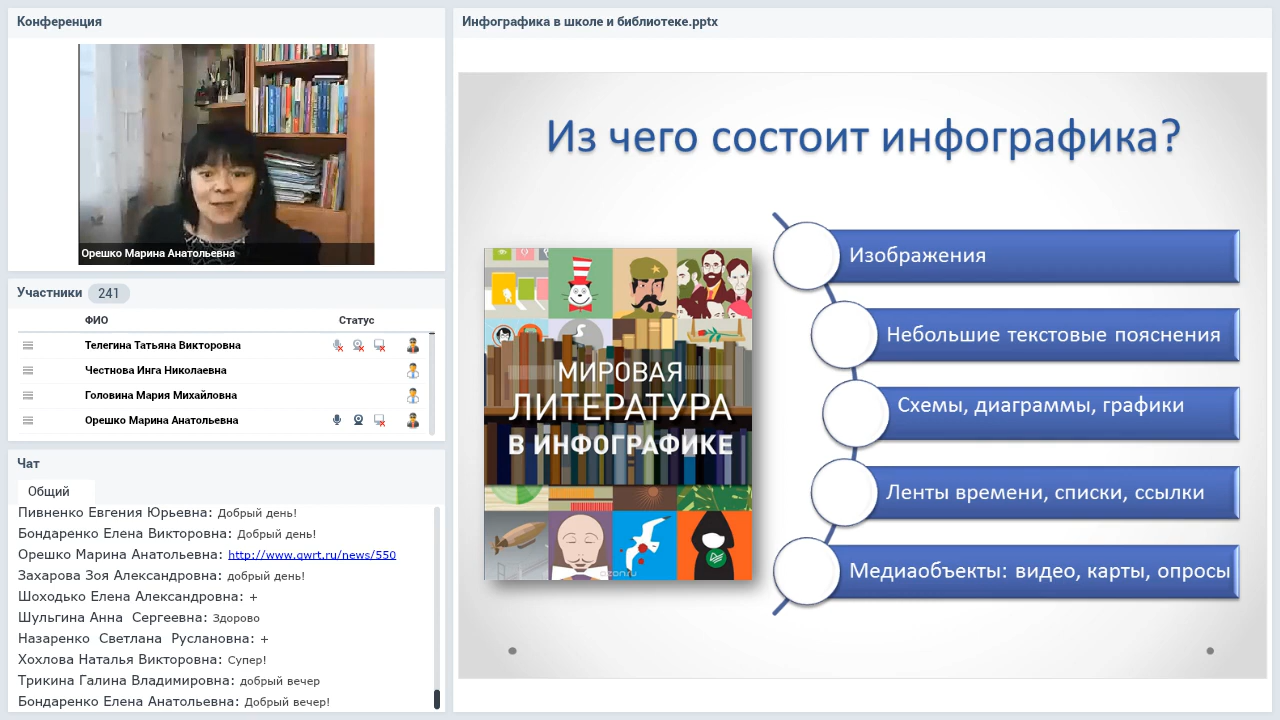 Конференция
Орешко Марина Анатольевна
Участники 241
ФИО Статус
Телегина Татьяна Викторовна
Честнова Инга Николаевна
Головина Мария Михайловна
Орешко Марина Анатольевна
Чат
Общий
Пивненко Евгения Юрьевна: Добрый день!
Бондаренко Елена Викторовна: Добрый день!
Орешко Марина Анатольевна: http://www.qwrt.ru/news/550
Захарова Зоя Александровна: добрый день!
Шоходько Елена Александровна: +
Шульгина Анна Сергеевна: Здорово
Назаренко Светлана Руслановна: +
Хохлова Наталья Викторовна: Супер!
Трикина Галина Владимировна: добрый вечер
Бондаренко Елена Анатольевна: Добрый вечер!
Инфографика в школе и библиотеке.pptx
Из чего состоит инфографика?
МИРОВАЯ
ЛИТЕРАТУРА
В ИНФОГРАФИКЕ
ozon.ru
Изображения
Небольшие текстовые пояснения
Схемы, диаграммы, графики
Ленты времени, списки, ссылки
Медиаобъекты: видео, карты, опросы